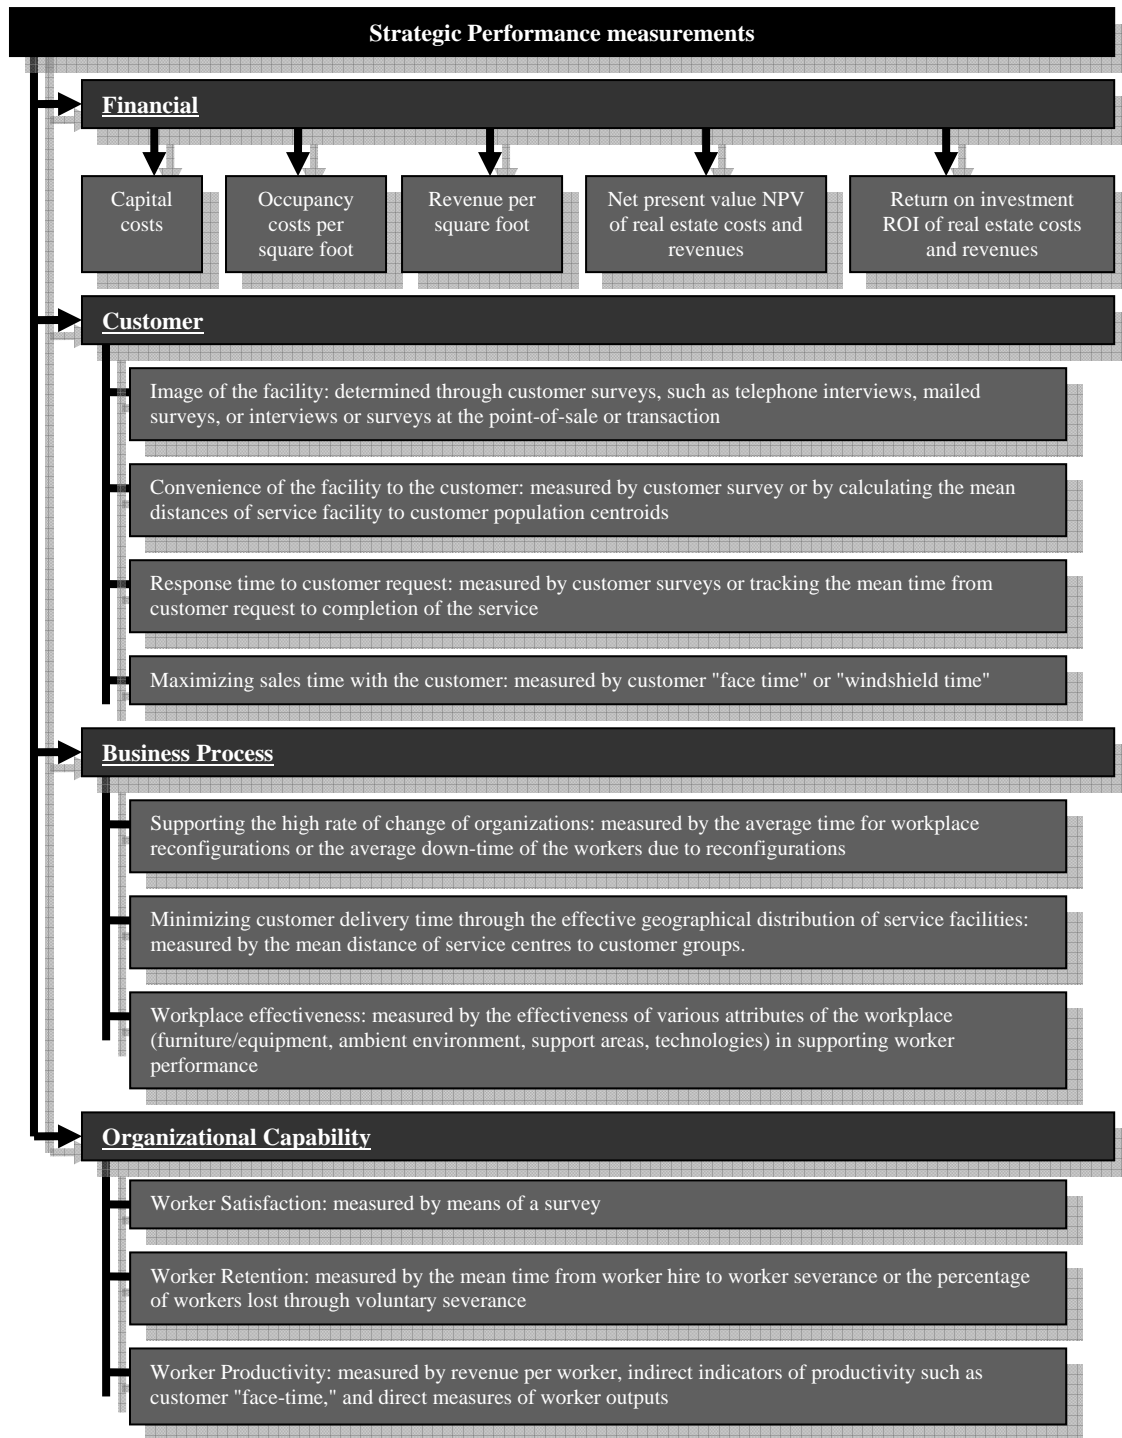 Strategic Performance measurements
Financial
Capital
costs
Occupancy
costs per
square foot
Revenue per
square foot
Net present value NPV
of real estate costs and
revenues
Return on investment
ROI of real estate costs
and revenues
Customer
Image of the facility: determined through customer surveys, such as telephone interviews, mailed
surveys, or interviews or surveys at the point-of-sale or transaction
Convenience of the facility to the customer: measured by customer survey or by calculating the mean
distances of service facility to customer population centroids
Response time to customer request: measured by customer surveys or tracking the mean time from
customer request to completion of the service
Maximizing sales time with the customer: measured by customer "face time" or "windshield time"
Business Process
Supporting the high rate of change of organizations: measured by the average time for workplace
reconfigurations or the average down-time of the workers due to reconfigurations
Minimizing customer delivery time through the effective geographical distribution of service facilities:
measured by the mean distance of service centres to customer groups.
Workplace effectiveness: measured by the effectiveness of various attributes of the workplace
(furniture/equipment, ambient environment, support areas, technologies) in supporting worker
performance
Organizational Capability
Worker Satisfaction: measured by means of a survey
Worker Retention: measured by the mean time from worker hire to worker severance or the percentage
of workers lost through voluntary severance
Worker Productivity: measured by revenue per worker, indirect indicators of productivity such as
customer "face-time," and direct measures of worker outputs